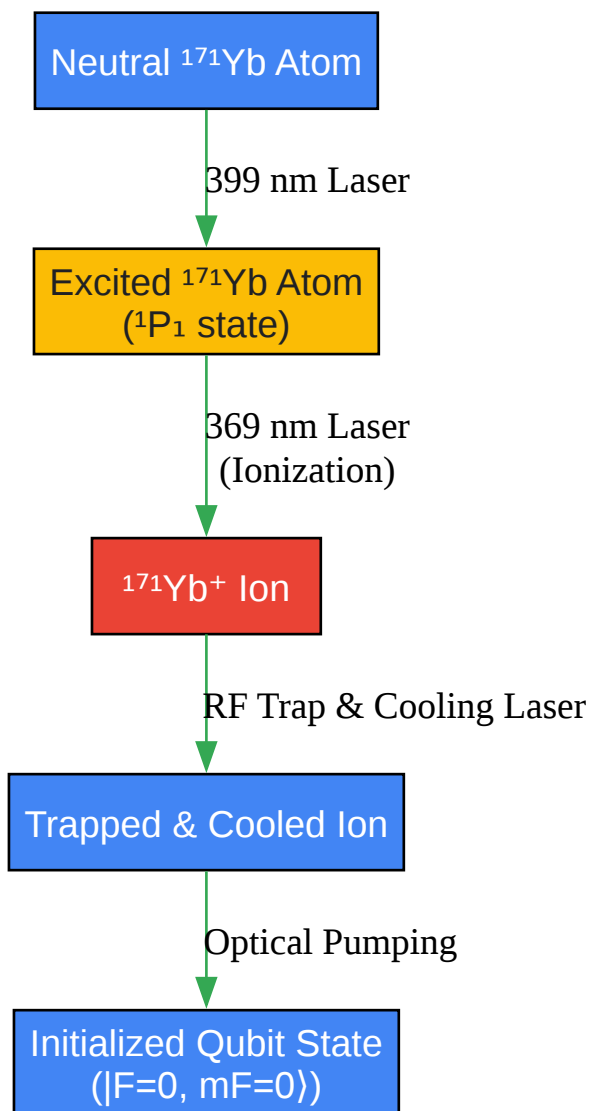 Neutral ¹⁷¹Yb Atom
399 nm Laser
Excited ¹⁷¹Yb Atom
(¹P₁ state)
369 nm Laser
(Ionization)
¹⁷¹Yb⁺ Ion
RF Trap & Cooling Laser
Trapped & Cooled Ion
Optical Pumping
Initialized Qubit State
(|F=0, mF=0⟩)